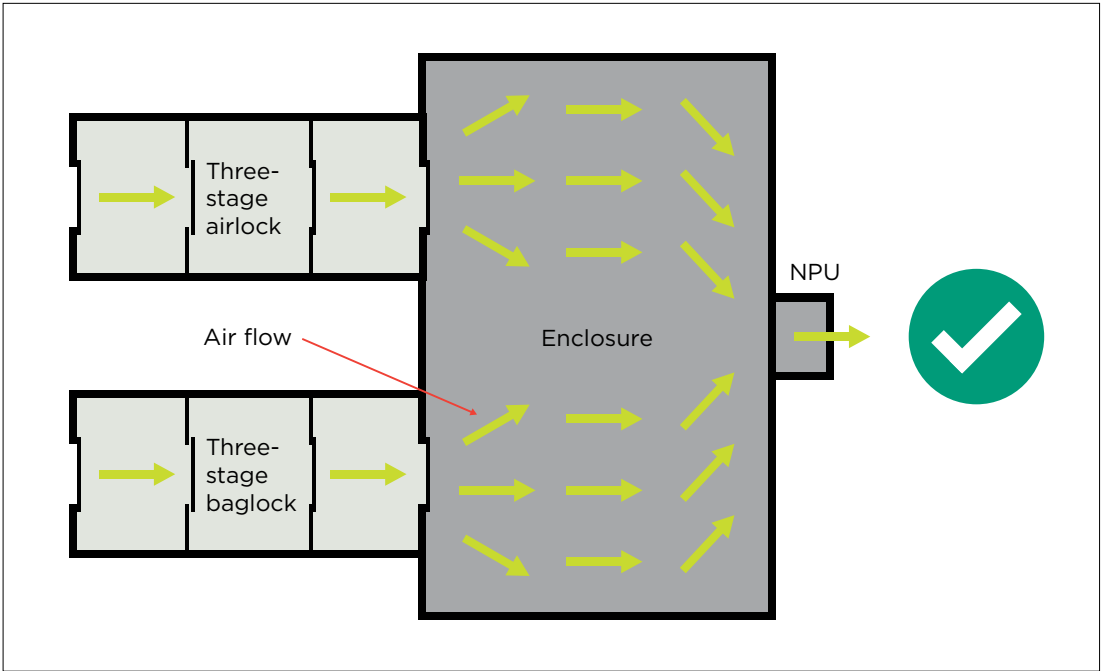 Three-
stage
airlock
NPU
Air flow
Enclosure
Three-
stage
baglock